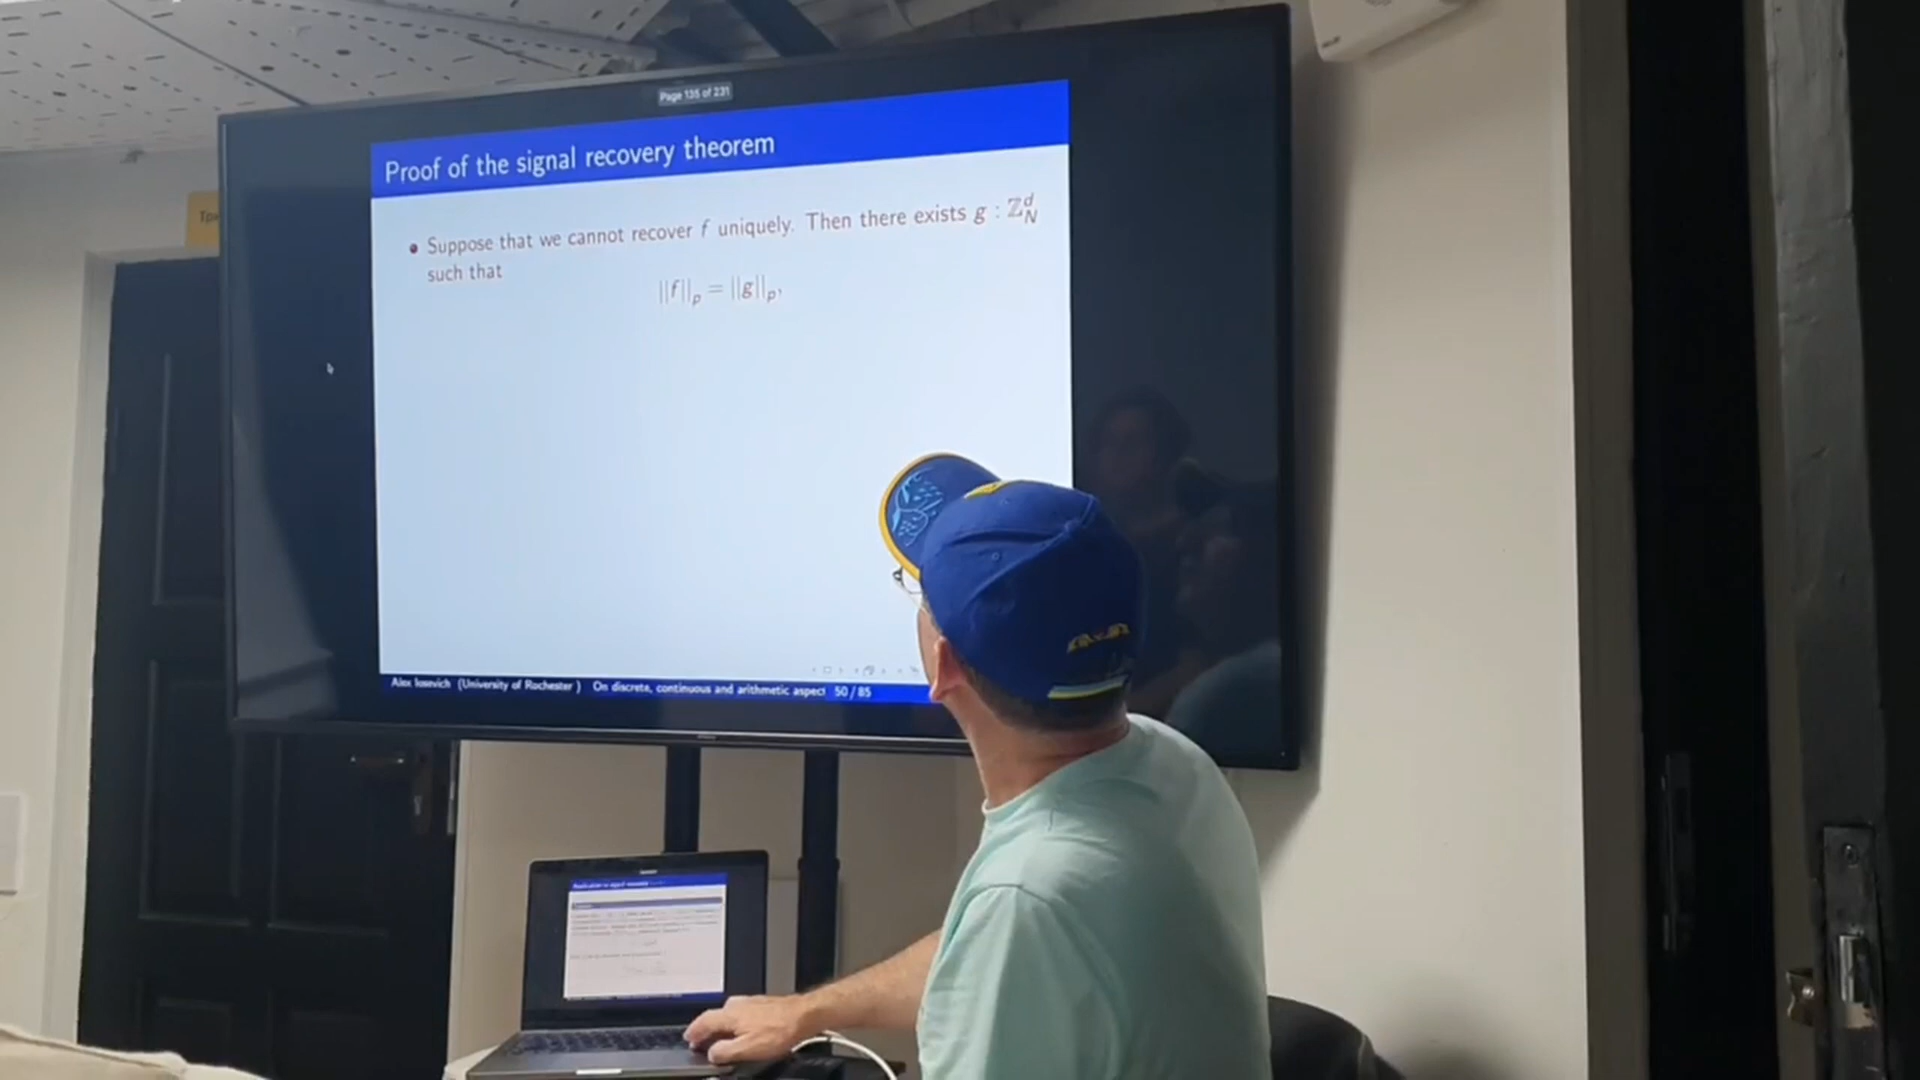 Page 135 of 231
Proof of the signal recovery theorem
• Suppose that we cannot recover f uniquely. Then there exists g : ℤ_N^d
such that
||f||_p = ||g||_p,
Alex Iosevich (University of Rochester) On discrete, continuous and arithmetic aspect 50 / 85